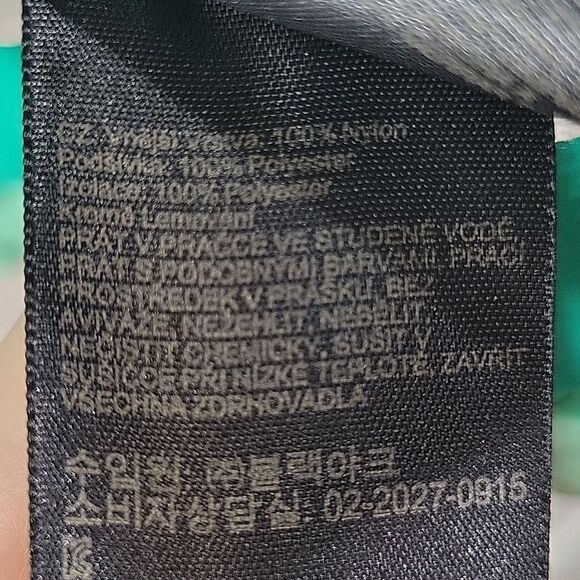 CZ: Vnější Vrstva, 100% Nylon
Podšívka: 100% Polyester
Izolace: 100% Polyester
Kromě Lemování
PRÁT V PRAČCE VE STUDENÉ VODĚ
PRÁT S PODOBNÝMI BARVAMI, PRACÍ
PROSTŘEDEK V PRÁŠKU, BEZ
NEŽEHLIT, NEBĚLIT
NEČISTIT CHEMICKY, SUŠIT V
SUŠIČCE PŘI NÍZKÉ TEPLOTĚ, ZAVŘÍT
VŠECHNA ZDRHOVADLA
수입원: ㈜블랙야크
소비자상담실: 02-2027-0915